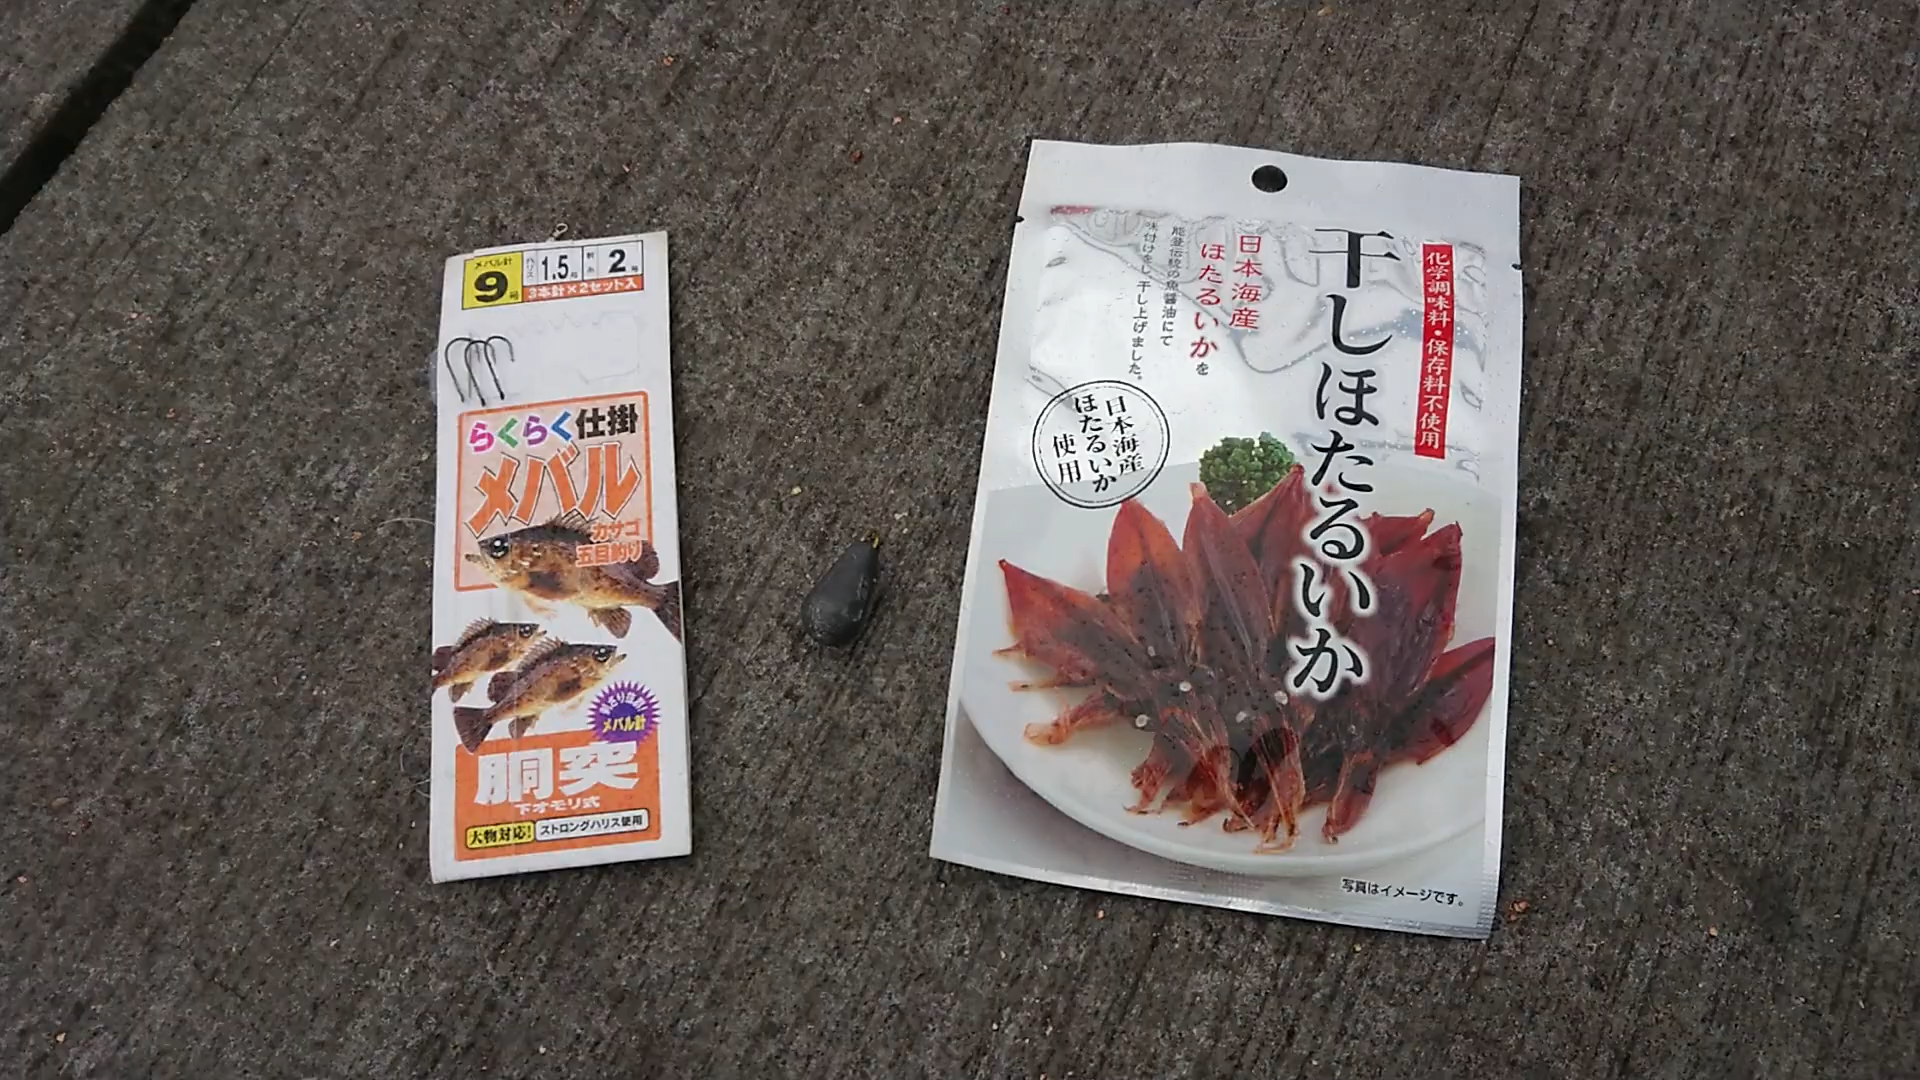 メバル針
9号
ハリス
1.5号
幹糸
2号
3本針×2セット入
らくらく仕掛
メバル
カサゴ
五目釣り
メバル針
胴突
下オモリ式
大物対応!
ストロングハリス使用
化学調味料・保存料不使用
干しほたるいか
日本海産
ほたるいかを
能登伝統の魚醤油にて
味付けをし、干し上げました。
日本海産
ほたるいか
使用
写真はイメージです。